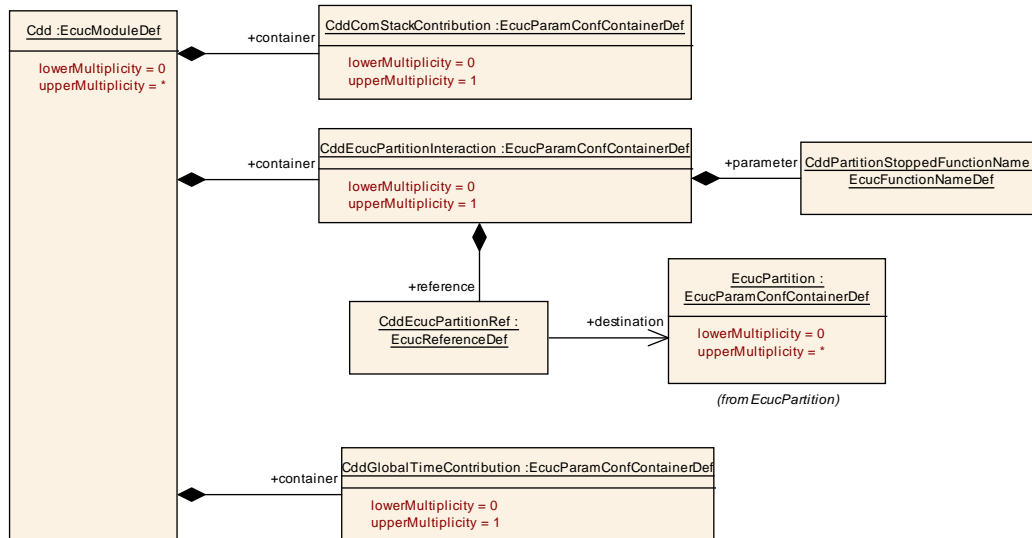 Cdd :EcucModuleDef
lowerMultiplicity = 0
upperMultiplicity = *
+container
CddComStackContribution :EcucParamConfContainerDef
lowerMultiplicity = 0
upperMultiplicity = 1
+container
CddEcucPartitionInteraction :EcucParamConfContainerDef
lowerMultiplicity = 0
upperMultiplicity = 1
+parameter
CddPartitionStoppedFunctionName
EcucFunctionNameDef
+reference
CddEcucPartitionRef :
EcucReferenceDef
+destination
EcucPartition :
EcucParamConfContainerDef
lowerMultiplicity = 0
upperMultiplicity = *
(from EcucPartition)
+container
CddGlobalTimeContribution :EcucParamConfContainerDef
lowerMultiplicity = 0
upperMultiplicity = 1